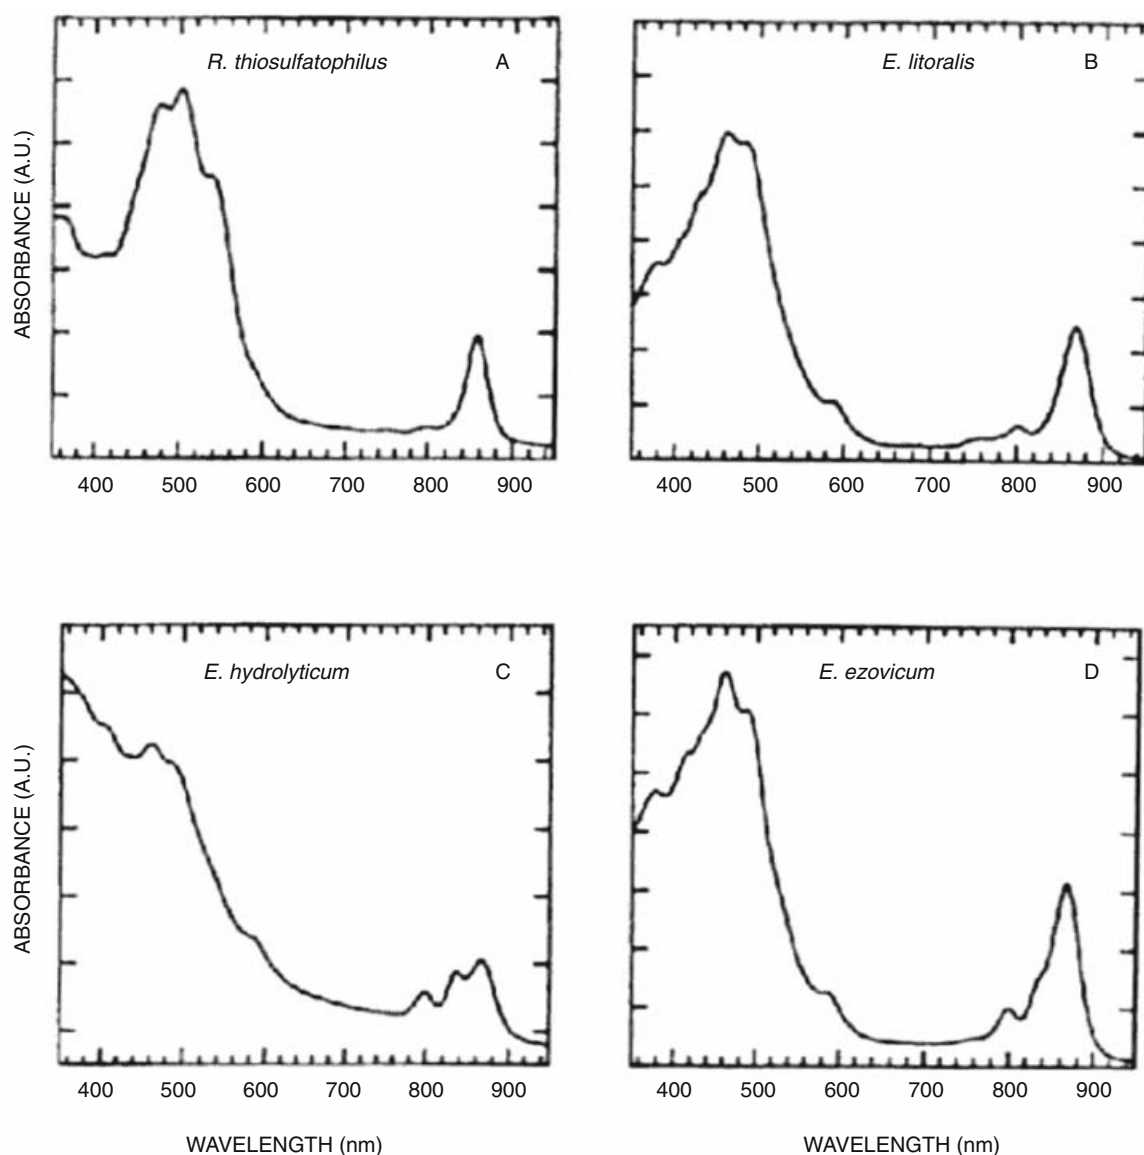 R. thiosulfatophilus A
E. litoralis B
ABSORBANCE (A.U.)
400 500 600 700 800 900
400 500 600 700 800 900
E. hydrolyticum C
E. ezovicum D
ABSORBANCE (A.U.)
400 500 600 700 800 900
400 500 600 700 800 900
WAVELENGTH (nm)
WAVELENGTH (nm)